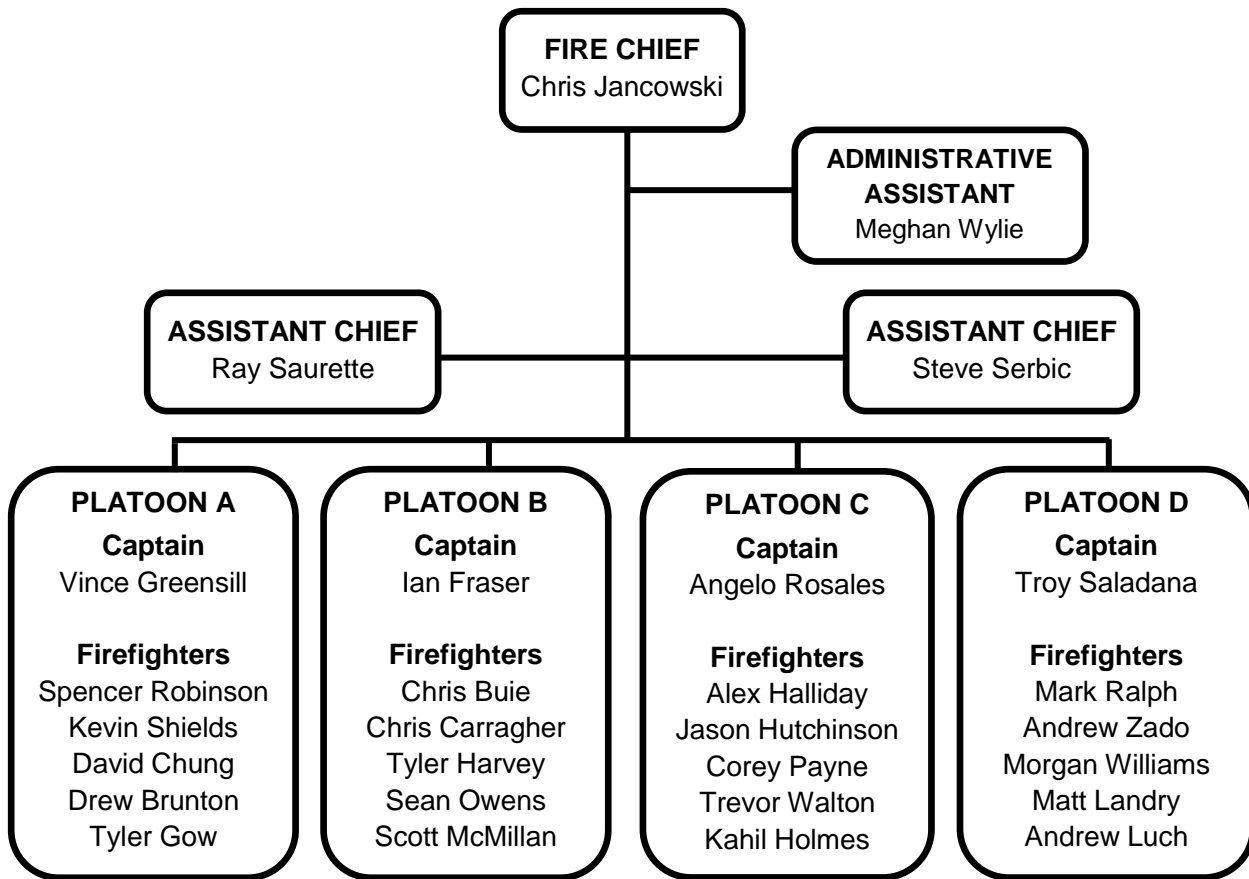 FIRE CHIEF
Chris Jancowski
ADMINISTRATIVE
ASSISTANT
Meghan Wylie
ASSISTANT CHIEF
Ray Saurette
ASSISTANT CHIEF
Steve Serbic
PLATOON A
Captain
Vince Greensill
Firefighters
Spencer Robinson
Kevin Shields
David Chung
Drew Brunton
Tyler Gow
PLATOON B
Captain
Ian Fraser
Firefighters
Chris Buie
Chris Carragher
Tyler Harvey
Sean Owens
Scott McMillan
PLATOON C
Captain
Angelo Rosales
Firefighters
Alex Halliday
Jason Hutchinson
Corey Payne
Trevor Walton
Kahil Holmes
PLATOON D
Captain
Troy Saladana
Firefighters
Mark Ralph
Andrew Zado
Morgan Williams
Matt Landry
Andrew Luch